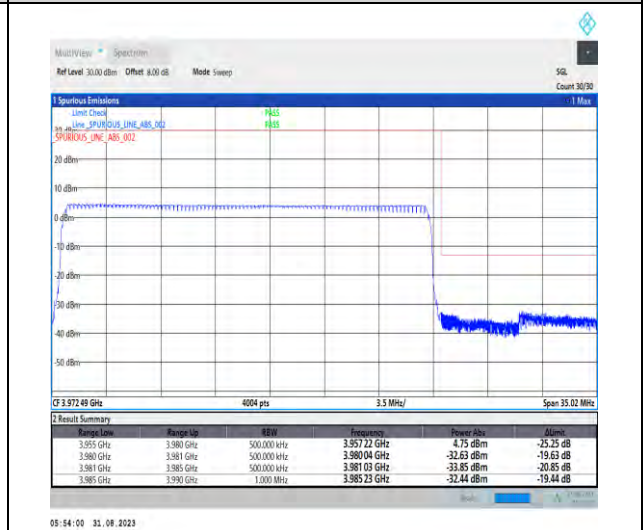 MultiView Spectrum
Ref Level 30.00 dBm Offset 8.00 dB Mode Sweep SGL
Count 30/30
1 Spurious Emissions 1 Max
Limit Check PASS
Line _SPURIOUS_LINE_ABS_002 PASS
_SPURIOUS_LINE_ABS_002
20 dBm
10 dBm
0 dBm
-10 dBm
-20 dBm
-30 dBm
-40 dBm
-50 dBm
CF 3.972 49 GHz 4004 pts 3.5 MHz/ Span 35.02 MHz
2 Result Summary
Range Low Range Up RBW Frequency Power Abs ΔLimit
3.955 GHz 3.980 GHz 500.000 kHz 3.957 22 GHz 4.75 dBm -25.25 dB
3.980 GHz 3.981 GHz 500.000 kHz 3.980 04 GHz -32.63 dBm -19.63 dB
3.981 GHz 3.985 GHz 500.000 kHz 3.981 03 GHz -33.85 dBm -20.85 dB
3.985 GHz 3.990 GHz 1.000 MHz 3.985 23 GHz -32.44 dBm -19.44 dB
05:54:00 31.08.2023